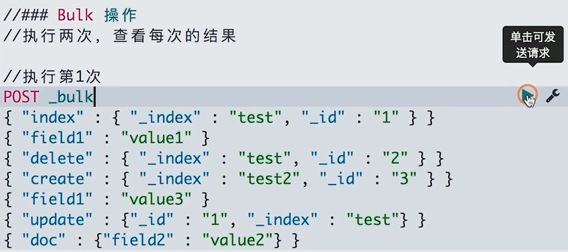 //### Bulk 操作
//执行两次，查看每次的结果
单击可发
送请求
//执行第1次
POST _bulk
{ "index" : { "_index" : "test", "_id" : "1" } }
{ "field1" : "value1" }
{ "delete" : { "_index" : "test", "_id" : "2" } }
{ "create" : { "_index" : "test2", "_id" : "3" } }
{ "field1" : "value3" }
{ "update" : {"_id" : "1", "_index" : "test"} }
{ "doc" : {"field2" : "value2"} }